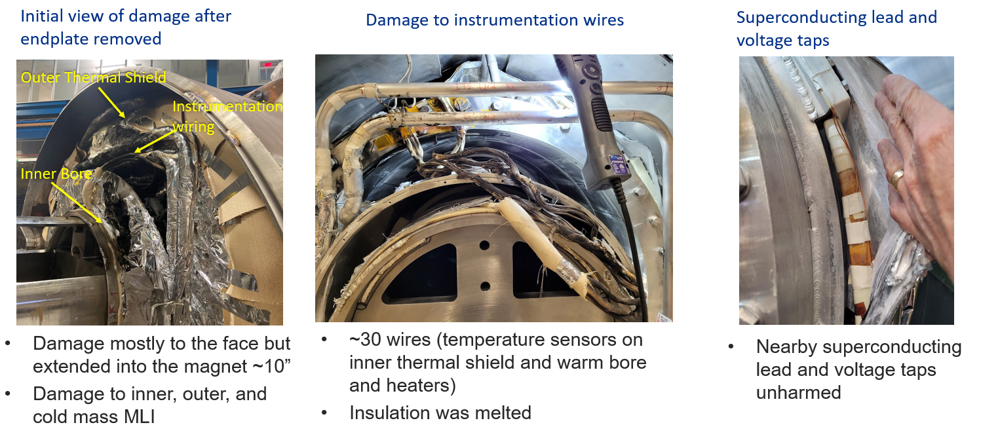 Initial view of damage after
endplate removed
Outer Thermal Shield
Instrumentation
wiring
Inner Bore
• Damage mostly to the face but
extended into the magnet ~10”
• Damage to inner, outer, and
cold mass MLI
Damage to instrumentation wires
• ~30 wires (temperature sensors on
inner thermal shield and warm bore
and heaters)
• Insulation was melted
Superconducting lead and
voltage taps
• Nearby superconducting
lead and voltage taps
unharmed